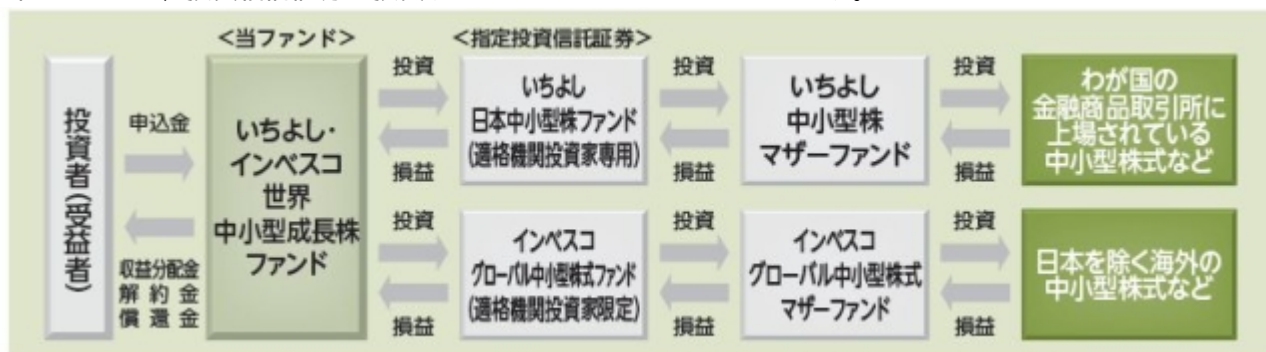 <当ファンド>
<指定投資信託証券>
投資者(受益者)
申込金
収益分配金
解約金
償還金
いちよし・
インベスコ
世界
中小型成長株
ファンド
投資
損益
いちよし
日本中小型株ファンド
(適格機関投資家専用)
投資
損益
いちよし
中小型株
マザーファンド
投資
損益
わが国の
金融商品取引所に
上場されている
中小型株式など
投資
損益
インベスコ
グローバル中小型株式ファンド
(適格機関投資家限定)
投資
損益
インベスコ
グローバル中小型株式
マザーファンド
投資
損益
日本を除く海外の
中小型株式など